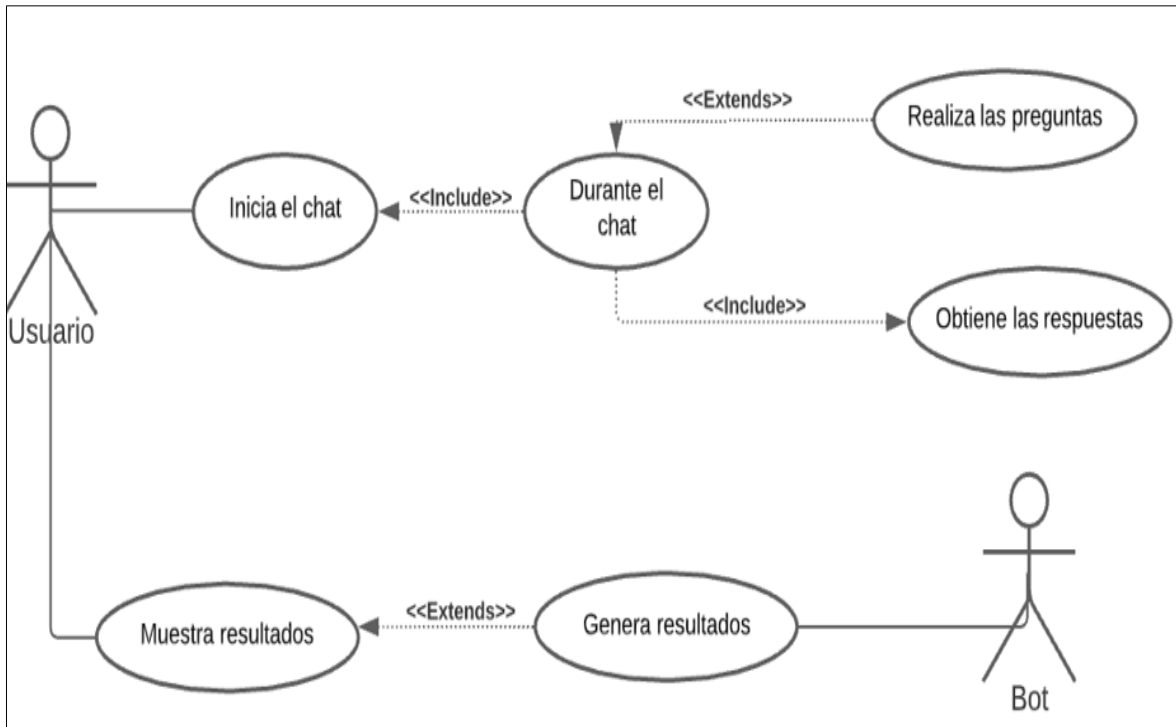 <<Extends>>
Realiza las preguntas
Inicia el chat
<<Include>>
Durante el
chat
<<Include>>
Obtiene las respuestas
Usuario
Muestra resultados
<<Extends>>
Genera resultados
Bot